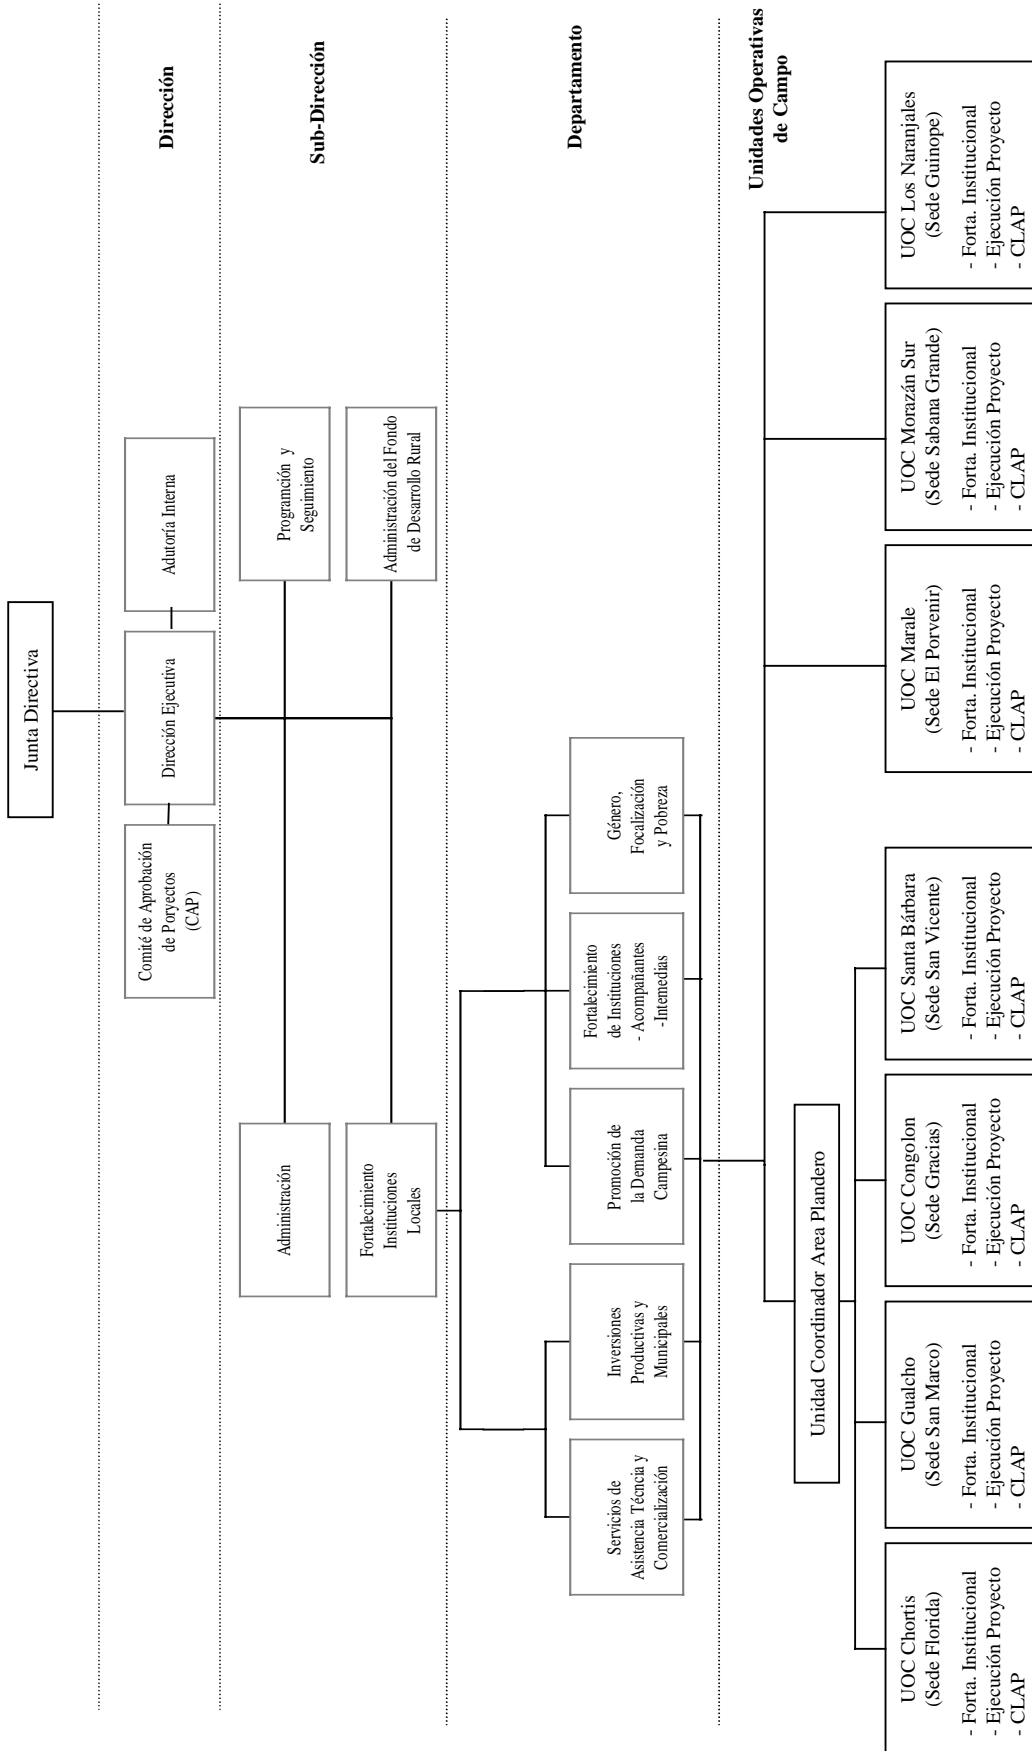 Junta Directiva
Dirección
Comité de Aprobación
de Poryectos
(CAP)
Dirección Ejecutiva
Adutoría Interna
Sub-Dirección
Administración
Programción y
Seguimiento
Fortalecimiento
Instituciones
Locales
Administración del Fondo
de Desarrollo Rural
Departamento
Servicios de
Asistencia Técncia y
Comercialización
Inversiones
Productivas y
Municipales
Promoción de
la Demanda
Campesina
Fortalecimiento
de Instituciones
- Acompañantes
-Intemedias
Género,
Focalización
y Pobreza
Unidades Operativas
de Campo
Unidad Coordinador Area Plandero
UOC Chortis
(Sede Florida)
- Forta. Institucional
- Ejecución Proyecto
- CLAP
UOC Gualcho
(Sede San Marco)
- Forta. Institucional
- Ejecución Proyecto
- CLAP
UOC Congolon
(Sede Gracias)
- Forta. Institucional
- Ejecución Proyecto
- CLAP
UOC Santa Bárbara
(Sede San Vicente)
- Forta. Institucional
- Ejecución Proyecto
- CLAP
UOC Marale
(Sede El Porvenir)
- Forta. Institucional
- Ejecución Proyecto
- CLAP
UOC Morazán Sur
(Sede Sabana Grande)
- Forta. Institucional
- Ejecución Proyecto
- CLAP
UOC Los Naranjales
(Sede Guinope)
- Forta. Institucional
- Ejecución Proyecto
- CLAP